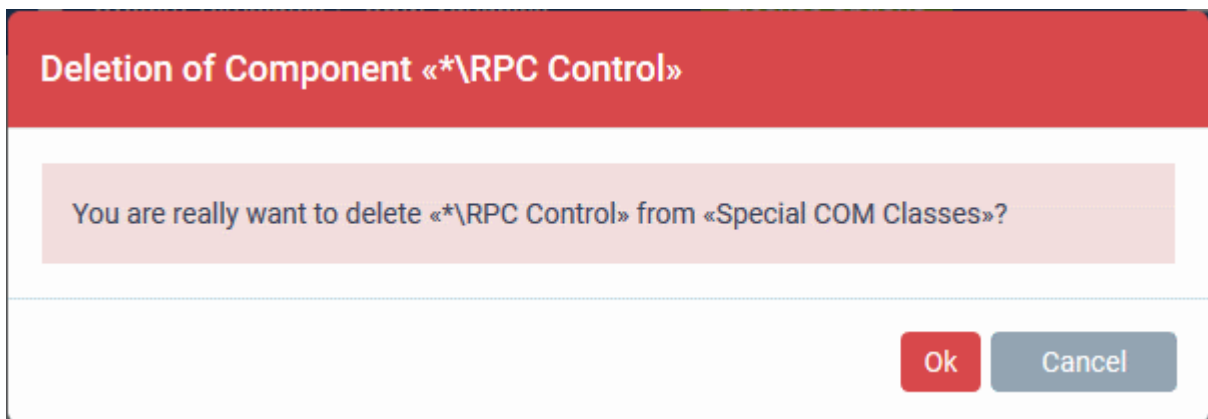 Deletion of Component «*\RPC Control»
You are really want to delete «*\RPC Control» from «Special COM Classes»?
Ok
Cancel